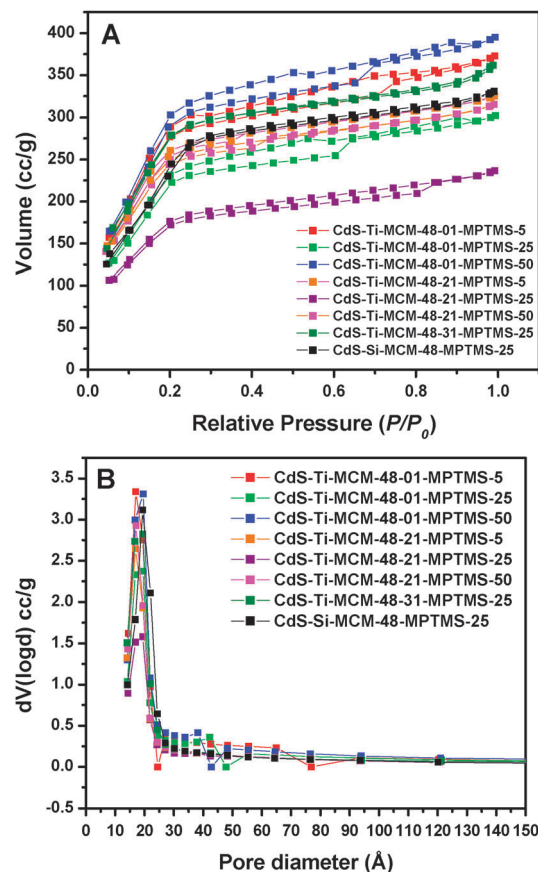 A
400
350
300
250
200
150
100
50
0
Volume (cc/g)
CdS-Ti-MCM-48-01-MPTMS-5
CdS-Ti-MCM-48-01-MPTMS-25
CdS-Ti-MCM-48-01-MPTMS-50
CdS-Ti-MCM-48-21-MPTMS-5
CdS-Ti-MCM-48-21-MPTMS-25
CdS-Ti-MCM-48-21-MPTMS-50
CdS-Ti-MCM-48-31-MPTMS-25
CdS-Si-MCM-48-MPTMS-25
0.0 0.2 0.4 0.6 0.8 1.0
Relative Pressure (P/P₀)
B
3.5
3.0
2.5
2.0
1.5
1.0
0.5
0.0
-0.5
dV(logd) cc/g
CdS-Ti-MCM-48-01-MPTMS-5
CdS-Ti-MCM-48-01-MPTMS-25
CdS-Ti-MCM-48-01-MPTMS-50
CdS-Ti-MCM-48-21-MPTMS-5
CdS-Ti-MCM-48-21-MPTMS-25
CdS-Ti-MCM-48-21-MPTMS-50
CdS-Ti-MCM-48-31-MPTMS-25
CdS-Si-MCM-48-MPTMS-25
0 10 20 30 40 50 60 70 80 90 100 110 120 130 140 150
Pore diameter (Å)